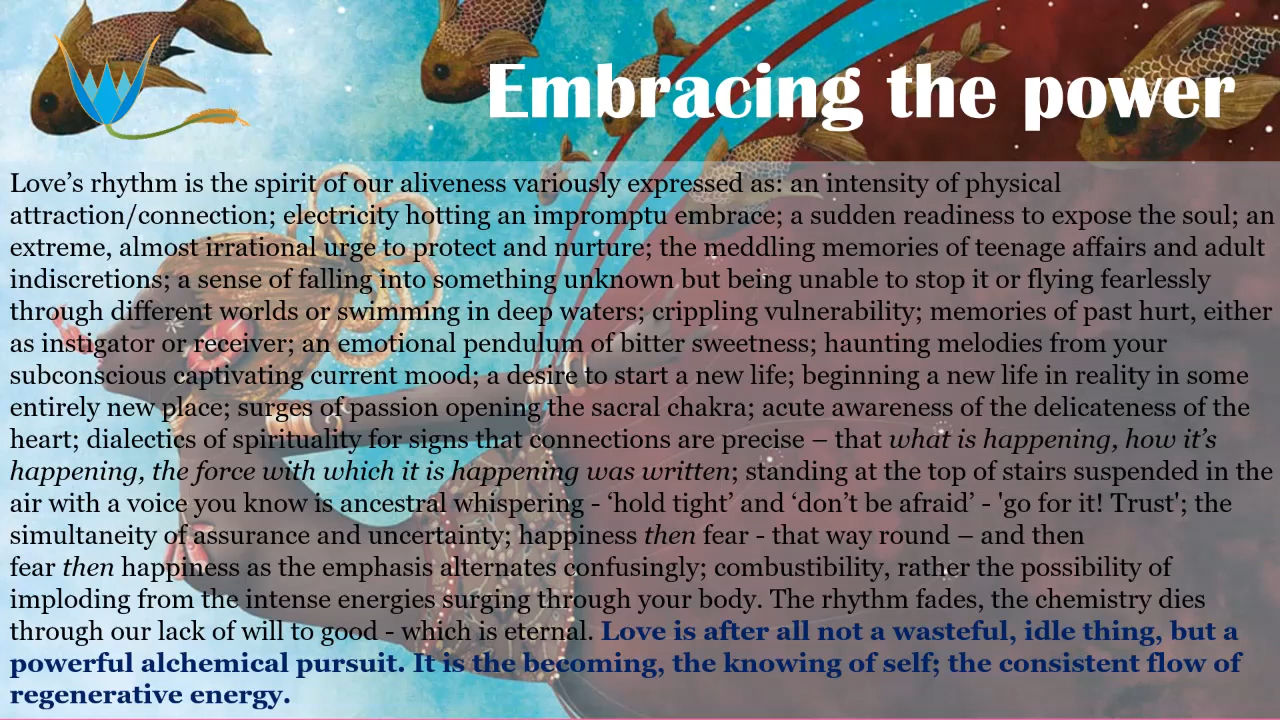 Embracing the power
Love’s rhythm is the spirit of our aliveness variously expressed as: an intensity of physical
attraction/connection; electricity hotting an impromptu embrace; a sudden readiness to expose the soul; an
extreme, almost irrational urge to protect and nurture; the meddling memories of teenage affairs and adult
indiscretions; a sense of falling into something unknown but being unable to stop it or flying fearlessly
through different worlds or swimming in deep waters; crippling vulnerability; memories of past hurt, either
as instigator or receiver; an emotional pendulum of bitter sweetness; haunting melodies from your
subconscious captivating current mood; a desire to start a new life; beginning a new life in reality in some
entirely new place; surges of passion opening the sacral chakra; acute awareness of the delicateness of the
heart; dialectics of spirituality for signs that connections are precise – that what is happening, how it’s
happening, the force with which it is happening was written; standing at the top of stairs suspended in the
air with a voice you know is ancestral whispering - ‘hold tight’ and ‘don’t be afraid’ - 'go for it! Trust'; the
simultaneity of assurance and uncertainty; happiness then fear - that way round – and then
fear then happiness as the emphasis alternates confusingly; combustibility, rather the possibility of
imploding from the intense energies surging through your body. The rhythm fades, the chemistry dies
through our lack of will to good - which is eternal. Love is after all not a wasteful, idle thing, but a
powerful alchemical pursuit. It is the becoming, the knowing of self; the consistent flow of
regenerative energy.